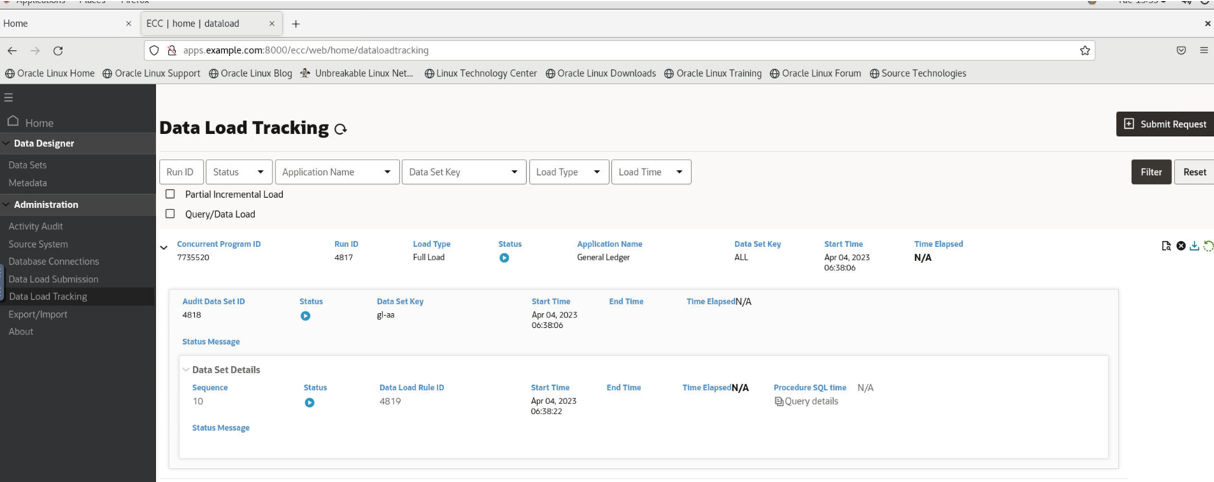 Applications Places Firefox
Home × ECC | home | dataload × +
apps.example.com:8000/ecc/web/home/dataloadtracking
Oracle Linux Home Oracle Linux Support Oracle Linux Blog Unbreakable Linux Net... Linux Technology Center Oracle Linux Downloads Oracle Linux Training Oracle Linux Forum Source Technologies
Home
Data Designer
Data Sets
Metadata
Administration
Activity Audit
Source System
Database Connections
Data Load Submission
Data Load Tracking
Export/Import
About
Data Load Tracking
Submit Request
Run ID Status Application Name Data Set Key Load Type Load Time Filter Reset
Partial Incremental Load
Query/Data Load
Concurrent Program ID Run ID Load Type Status Application Name Data Set Key Start Time Time Elapsed
7735520 4817 Full Load General Ledger ALL Apr 04, 2023 N/A
06:38:06
Audit Data Set ID Status Data Set Key Start Time End Time Time Elapsed N/A
4818 gl-aa Apr 04, 2023
06:38:06
Status Message
Data Set Details
Sequence Status Data Load Rule ID Start Time End Time Time Elapsed N/A Procedure SQL time N/A
10 4819 Apr 04, 2023 Query details
06:38:22
Status Message